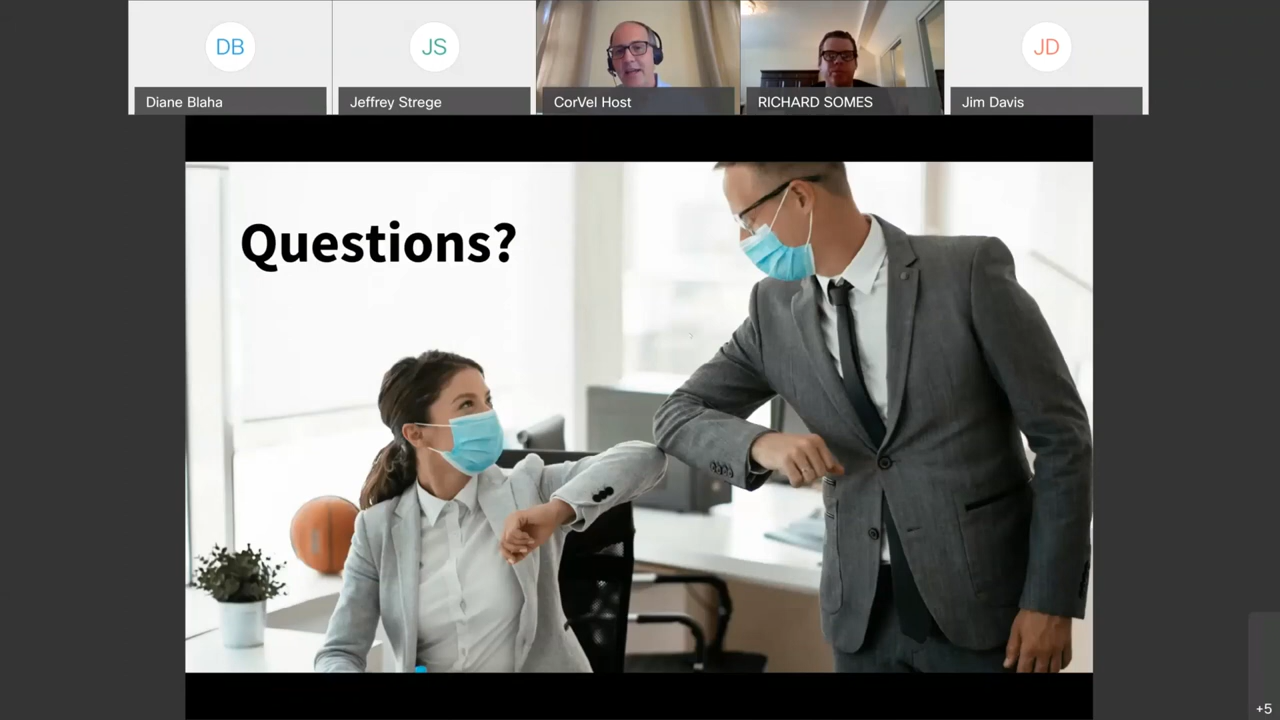 DB
JS
JD
Diane Blaha
Jeffrey Strege
CorVel Host
RICHARD SOMES
Jim Davis
Questions?
+5